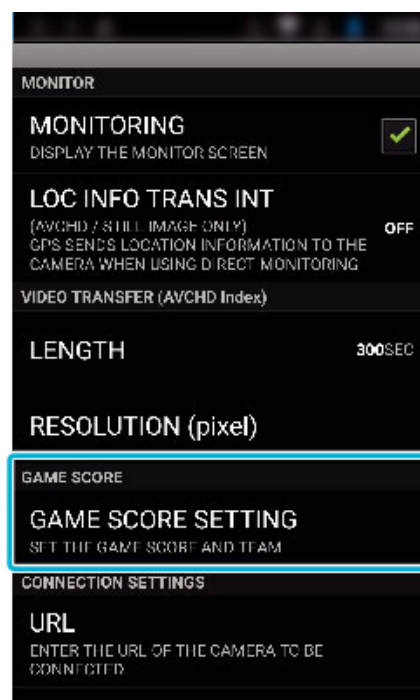 MONITOR
MONITORING
DISPLAY THE MONITOR SCREEN
LOC INFO TRANS INT
(AVCHD / STILL IMAGE ONLY)
OFF
GPS SENDS LOCATION INFORMATION TO THE
CAMERA WHEN USING DIRECT MONITORING
VIDEO TRANSFER (AVCHD Index)
LENGTH
300SEC
RESOLUTION (pixel)
GAME SCORE
GAME SCORE SETTING
SET THE GAME SCORE AND TEAM
CONNECTION SETTINGS
URL
ENTER THE URL OF THE CAMERA TO BE
CONNECTED